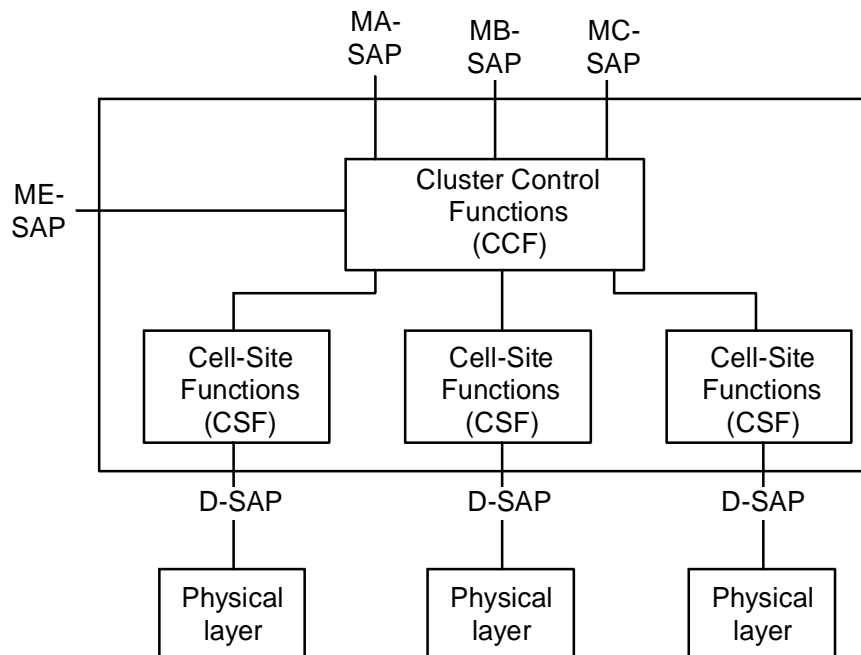 MA-
SAP
MB-
SAP
MC-
SAP
ME-
SAP
Cluster Control
Functions
(CCF)
Cell-Site
Functions
(CSF)
Cell-Site
Functions
(CSF)
Cell-Site
Functions
(CSF)
D-SAP
D-SAP
D-SAP
Physical
layer
Physical
layer
Physical
layer